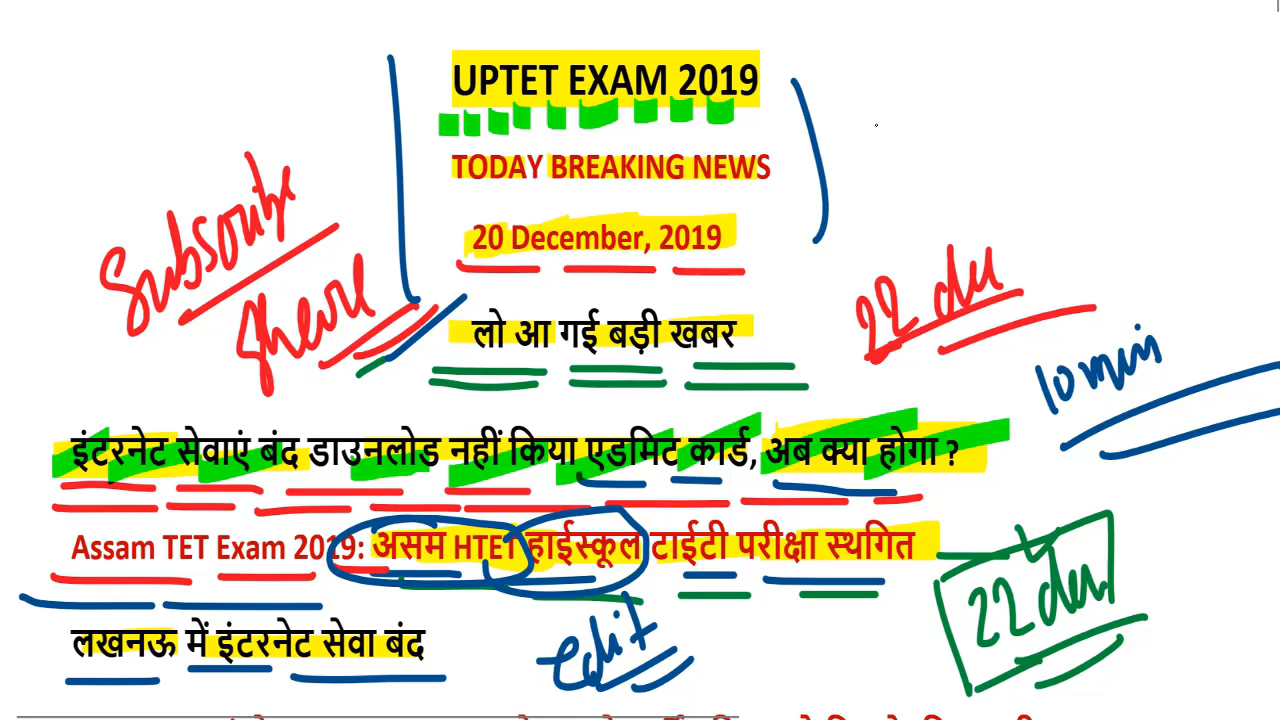 UPTET EXAM 2019
TODAY BREAKING NEWS
20 December, 2019
Subscribe
here
लो आ गई बड़ी खबर
22 dec
10 min
इंटरनेट सेवाएं बंद डाउनलोड नहीं किया एडमिट कार्ड, अब क्या होगा ?
Assam TET Exam 2019: असम HTET हाईस्कूल टाईटी परीक्षा स्थगित
22 dec
लखनऊ में इंटरनेट सेवा बंद
edit